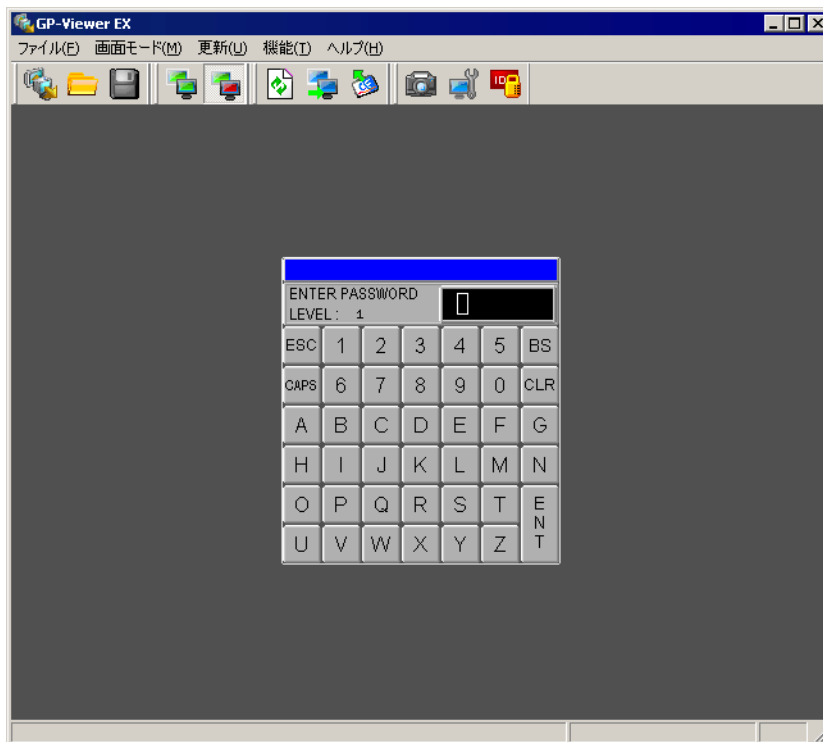 GP-Viewer EX
ファイル(F) 画面モード(M) 更新(U) 機能(I) ヘルプ(H)
ID
ENTER PASSWORD
LEVEL : 1
ESC 1 2 3 4 5 BS
CAPS 6 7 8 9 0 CLR
A B C D E F G
H I J K L M N
O P Q R S T ENT
U V W X Y Z